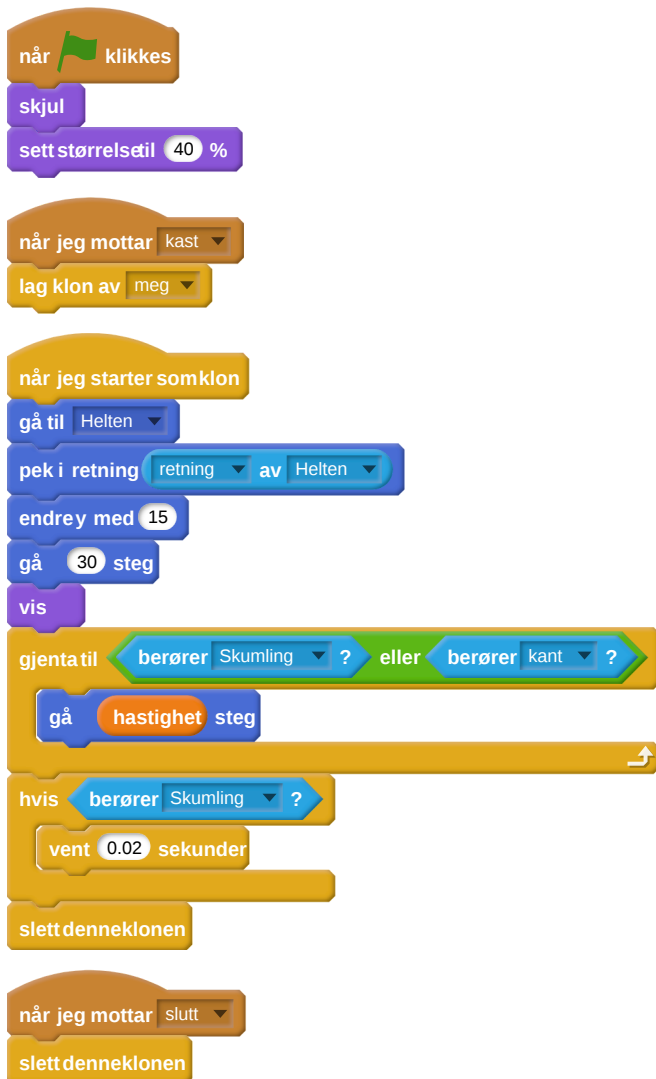 når klikkes
skjul
sett størrelse til 40 %
når jeg mottar kast
lag klon av meg
når jeg starter som klon
gå til Helten
pek i retning retning av Helten
endre y med 15
gå 30 steg
vis
gjenta til berører Skumling ? eller berører kant ?
gå hastighet steg
hvis berører Skumling ?
vent 0.02 sekunder
slett denne klonen
når jeg mottar slutt
slett denne klonen